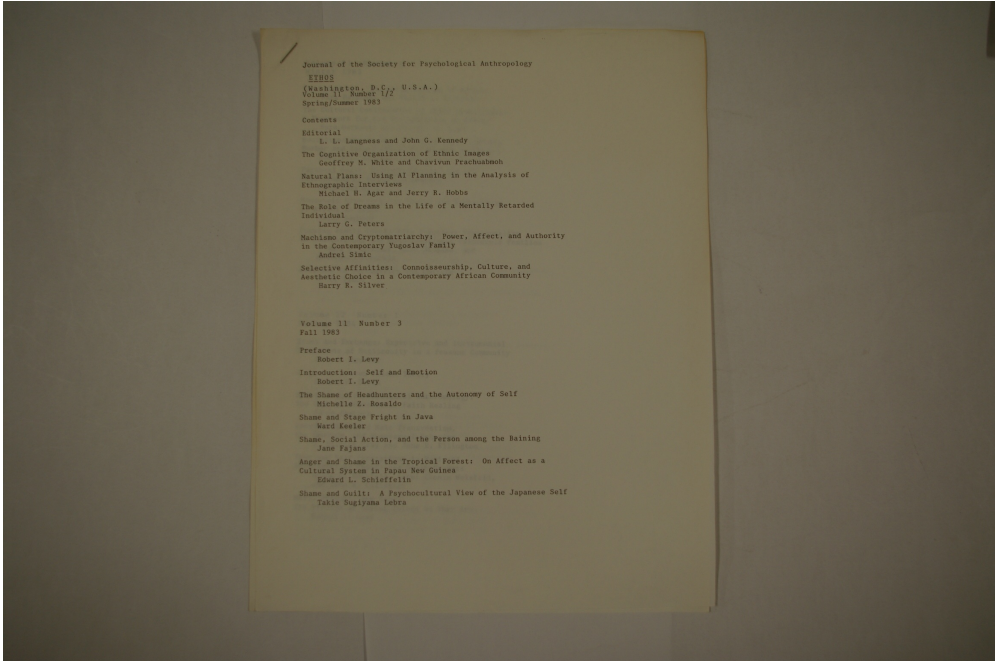 Journal of the Society for Psychological Anthropology
ETHOS
(Washington, D.C., U.S.A.)
Volume 11 Number 1/2
Spring/Summer 1983
Contents
Editorial
L. L. Langness and John G. Kennedy
The Cognitive Organization of Ethnic Images
Geoffrey M. White and Chavivun Prachuabmoh
Natural Plans: Using AI Planning in the Analysis of
Ethnographic Interviews
Michael H. Agar and Jerry R. Hobbs
The Role of Dreams in the Life of a Mentally Retarded
Individual
Larry G. Peters
Machismo and Cryptomatriarchy: Power, Affect, and Authority
in the Contemporary Yugoslav Family
Andrei Simic
Selective Affinities: Connoisseurship, Culture, and
Aesthetic Choice in a Contemporary African Community
Harry R. Silver
Volume 11 Number 3
Fall 1983
Preface
Robert I. Levy
Introduction: Self and Emotion
Robert I. Levy
The Shame of Headhunters and the Autonomy of Self
Michelle Z. Rosaldo
Shame and Stage Fright in Java
Ward Keeler
Shame, Social Action, and the Person among the Baining
Jane Fajans
Anger and Shame in the Tropical Forest: On Affect as a
Cultural System in Papau New Guinea
Edward L. Schieffelin
Shame and Guilt: A Psychocultural View of the Japanese Self
Takie Sugiyama Lebra